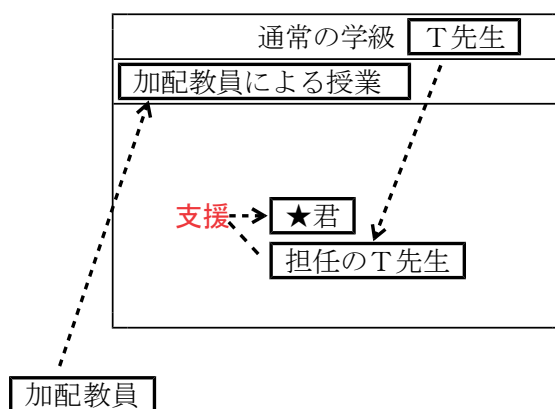 通常の学級 Ｔ先生
加配教員による授業
支援 ★君
担任のＴ先生
加配教員